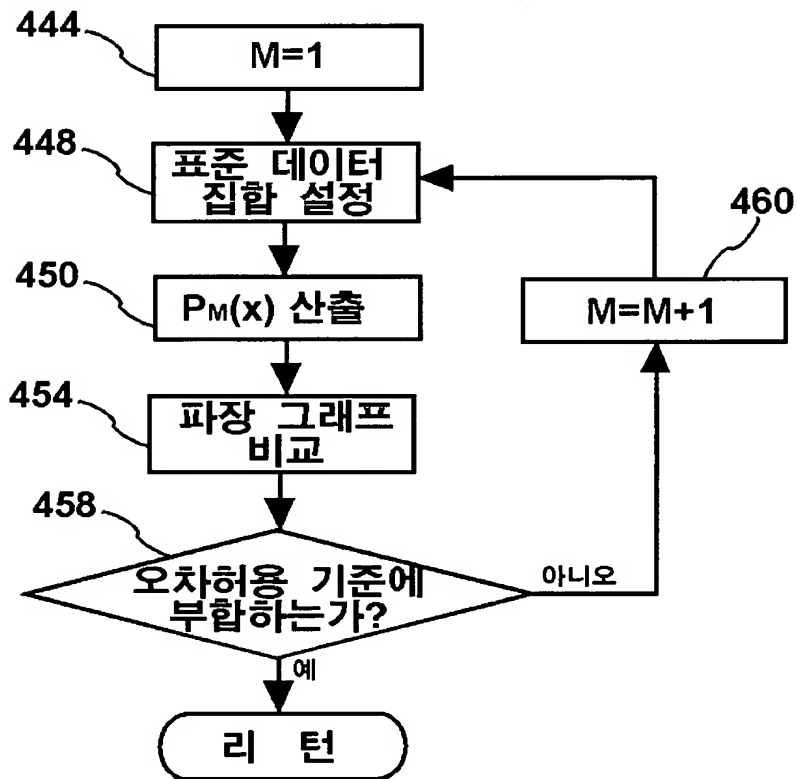 444
M=1
448
표준 데이터
집합 설정
460
450
PM(x) 산출
M=M+1
454
파장 그래프
비교
458
오차허용 기준에
부합하는가?
아니오
예
리 턴